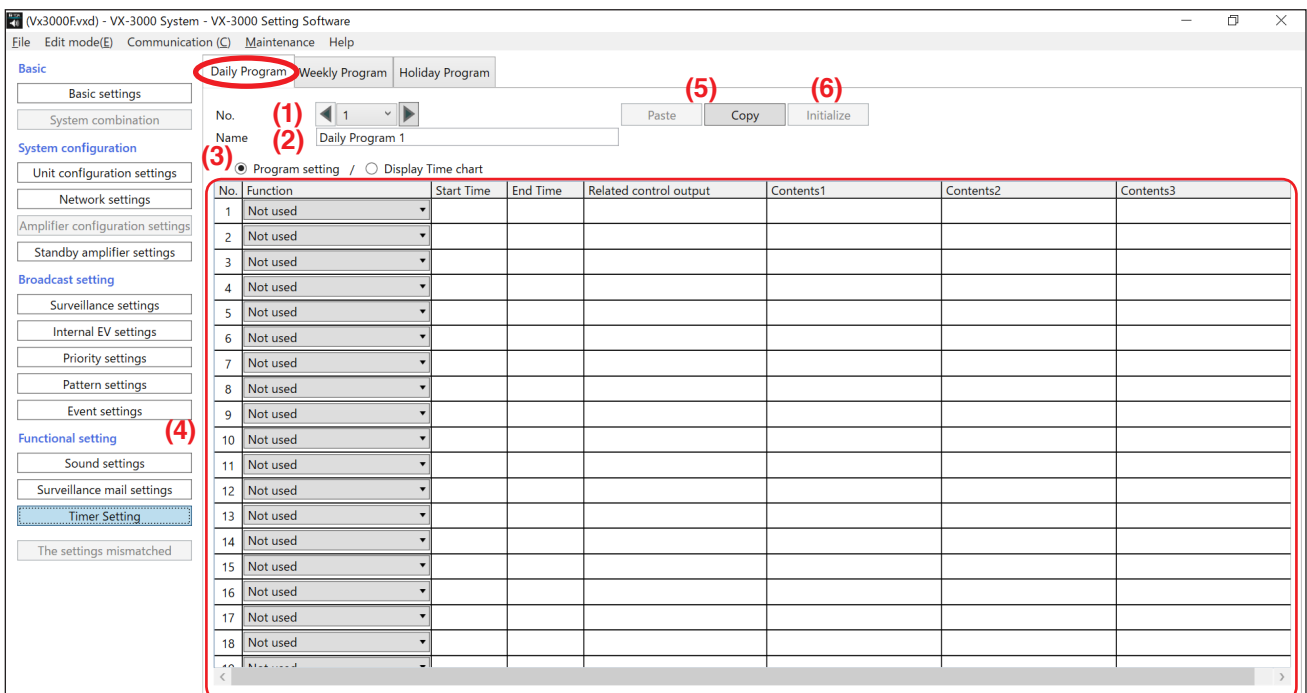 (Vx3000F.vxd) - VX-3000 System - VX-3000 Setting Software
File Edit mode(E) Communication (C) Maintenance Help
Basic
Basic settings
System combination
System configuration
Unit configuration settings
Network settings
Amplifier configuration settings
Standby amplifier settings
Broadcast setting
Surveillance settings
Internal EV settings
Priority settings
Pattern settings
Event settings
(4)
Functional setting
Sound settings
Surveillance mail settings
Timer Setting
The settings mismatched
Daily Program Weekly Program Holiday Program
(5) (6)
No. (1) 1 Paste Copy Initialize
Name (2) Daily Program 1
(3) Program setting / Display Time chart
No. Function Start Time End Time Related control output Contents1 Contents2 Contents3
1 Not used
2 Not used
3 Not used
4 Not used
5 Not used
6 Not used
7 Not used
8 Not used
9 Not used
10 Not used
11 Not used
12 Not used
13 Not used
14 Not used
15 Not used
16 Not used
17 Not used
18 Not used